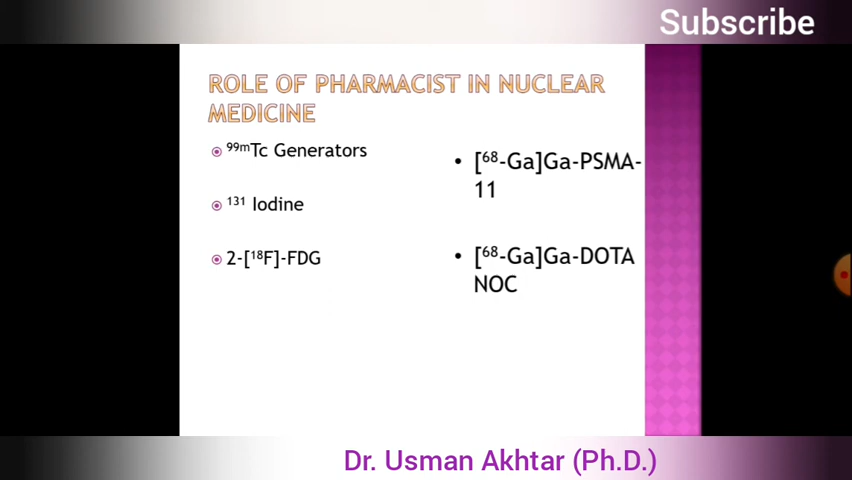 Subscribe
ROLE OF PHARMACIST IN NUCLEAR
MEDICINE
⁹⁹ᵐTc Generators
¹³¹ Iodine
2-[¹⁸F]-FDG
• [⁶⁸-Ga]Ga-PSMA-
11
• [⁶⁸-Ga]Ga-DOTA
NOC
Dr. Usman Akhtar (Ph.D.)